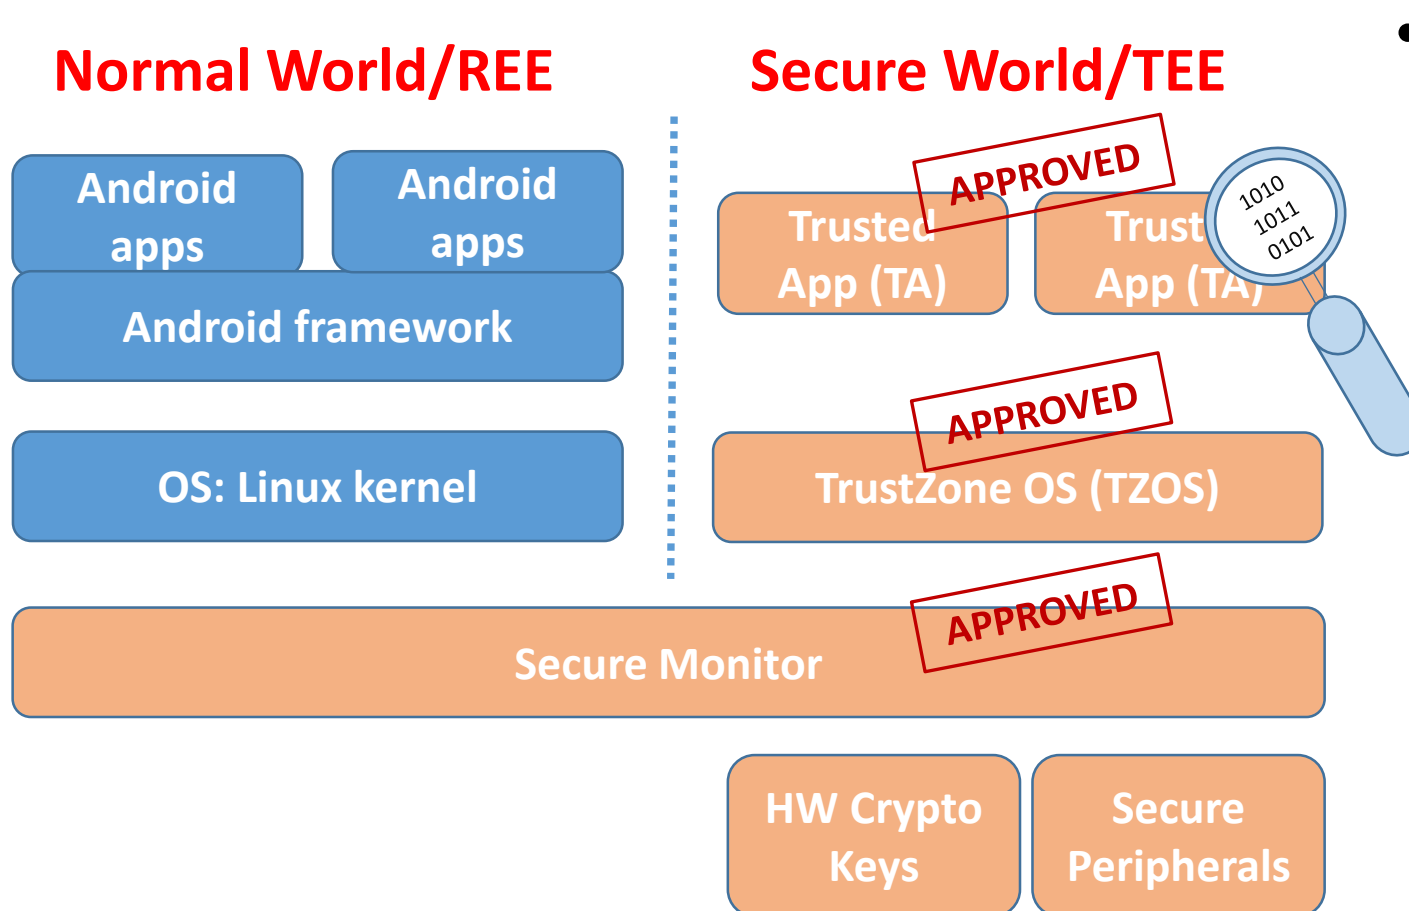 Normal World/REE
Secure World/TEE
Android
apps
Android
apps
Android framework
OS: Linux kernel
APPROVED
Trusted
App (TA)
Trust
App (TA)
1010
1011
0101
APPROVED
TrustZone OS (TZOS)
APPROVED
Secure Monitor
HW Crypto
Keys
Secure
Peripherals